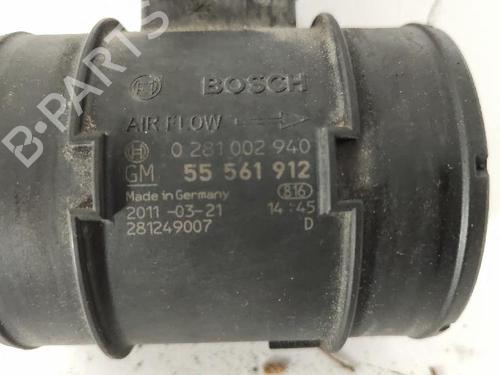 BOSCH
AIR FLOW
0 281 002 940
GM 55 561 912
Made in Germany 816
2011-03-21 14:45
281249007 D
B-PARTS